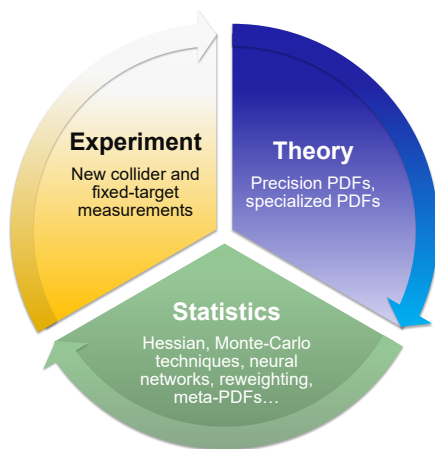 Experiment
New collider and
fixed-target
measurements
Theory
Precision PDFs,
specialized PDFs
Statistics
Hessian, Monte-Carlo
techniques, neural
networks, reweighting,
meta-PDFs…